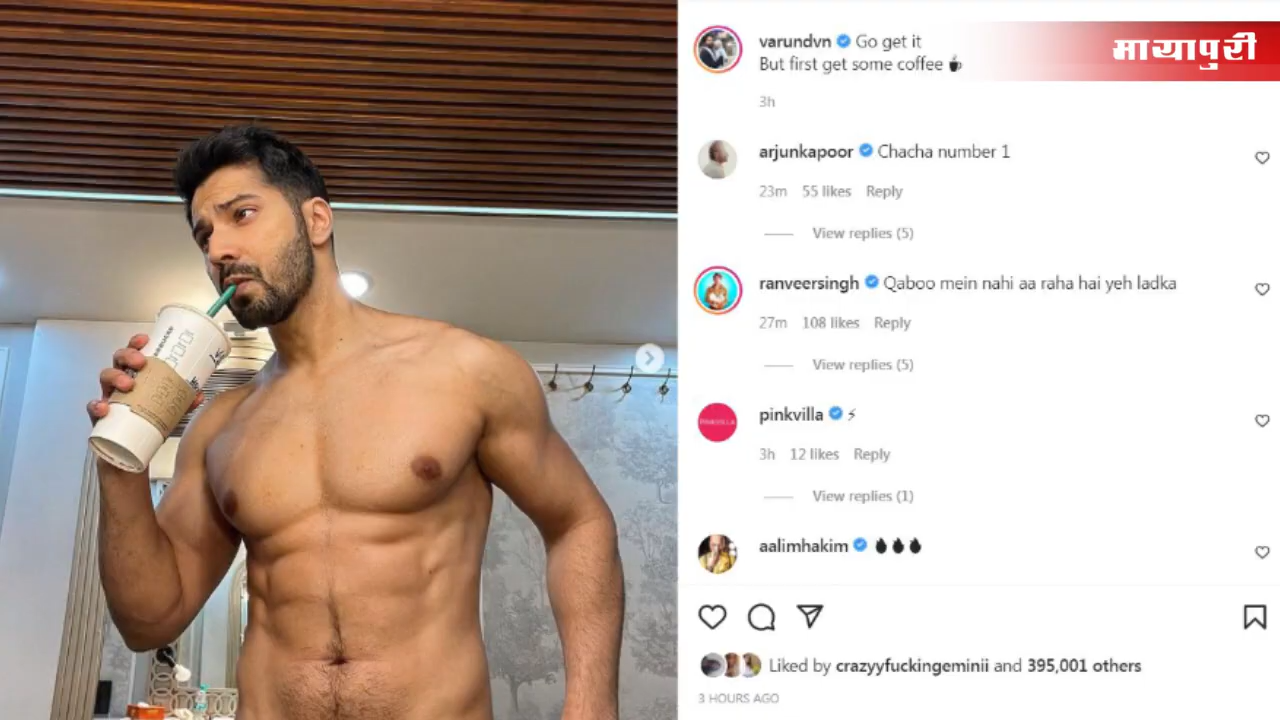 मायापुरी
varundvn Go get it
But first get some coffee
3h
arjunkapoor Chacha number 1
23m 55 likes Reply
View replies (5)
ranveersingh Qaboo mein nahi aa raha hai yeh ladka
27m 108 likes Reply
View replies (5)
PINKVILLA
pinkvilla
3h 12 likes Reply
View replies (1)
aalimhakim
Liked by crazyyfuckingeminii and 395,001 others
3 HOURS AGO